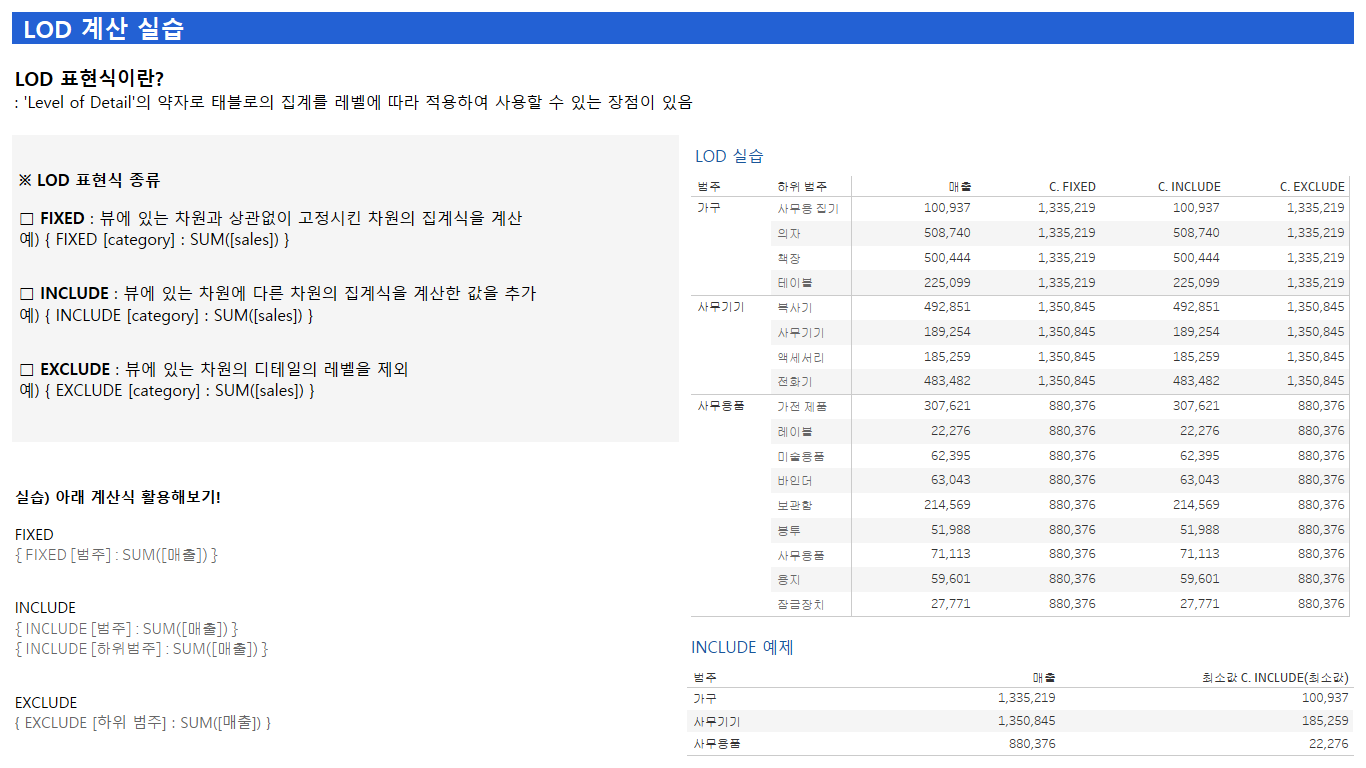 LOD 계산 실습
LOD 표현식이란?
: 'Level of Detail'의 약자로 태블로의 집계를 레벨에 따라 적용하여 사용할 수 있는 장점이 있음
※ LOD 표현식 종류
□ FIXED : 뷰에 있는 차원과 상관없이 고정시킨 차원의 집계식을 계산
예) { FIXED [category] : SUM([sales]) }
□ INCLUDE : 뷰에 있는 차원에 다른 차원의 집계식을 계산한 값을 추가
예) { INCLUDE [category] : SUM([sales]) }
□ EXCLUDE : 뷰에 있는 차원의 디테일의 레벨을 제외
예) { EXCLUDE [category] : SUM([sales]) }
실습) 아래 계산식 활용해보기!
FIXED
{ FIXED [범주] : SUM([매출]) }
INCLUDE
{ INCLUDE [범주] : SUM([매출]) }
{ INCLUDE [하위범주] : SUM([매출]) }
EXCLUDE
{ EXCLUDE [하위 범주] : SUM([매출]) }
LOD 실습
범주 하위 범주 매출 C. FIXED C. INCLUDE C. EXCLUDE
가구 사무용 집기 100,937 1,335,219 100,937 1,335,219
의자 508,740 1,335,219 508,740 1,335,219
책장 500,444 1,335,219 500,444 1,335,219
테이블 225,099 1,335,219 225,099 1,335,219
사무기기 복사기 492,851 1,350,845 492,851 1,350,845
사무기기 189,254 1,350,845 189,254 1,350,845
액세서리 185,259 1,350,845 185,259 1,350,845
전화기 483,482 1,350,845 483,482 1,350,845
사무용품 가전 제품 307,621 880,376 307,621 880,376
레이블 22,276 880,376 22,276 880,376
미술용품 62,395 880,376 62,395 880,376
바인더 63,043 880,376 63,043 880,376
보관함 214,569 880,376 214,569 880,376
봉투 51,988 880,376 51,988 880,376
사무용품 71,113 880,376 71,113 880,376
용지 59,601 880,376 59,601 880,376
잠금장치 27,771 880,376 27,771 880,376
INCLUDE 예제
범주 매출 최소값 C. INCLUDE(최소값)
가구 1,335,219 100,937
사무기기 1,350,845 185,259
사무용품 880,376 22,276